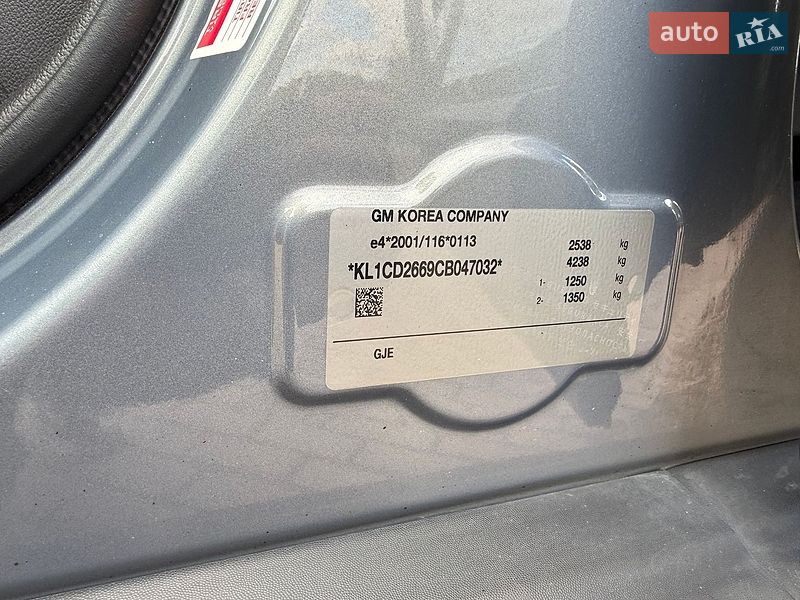 auto RIA .com
GM KOREA COMPANY
e4*2001/116*0113
2538 kg
*KL1CD2669CB047032*
4238 kg
1- 1250 kg
2- 1350 kg
GJE